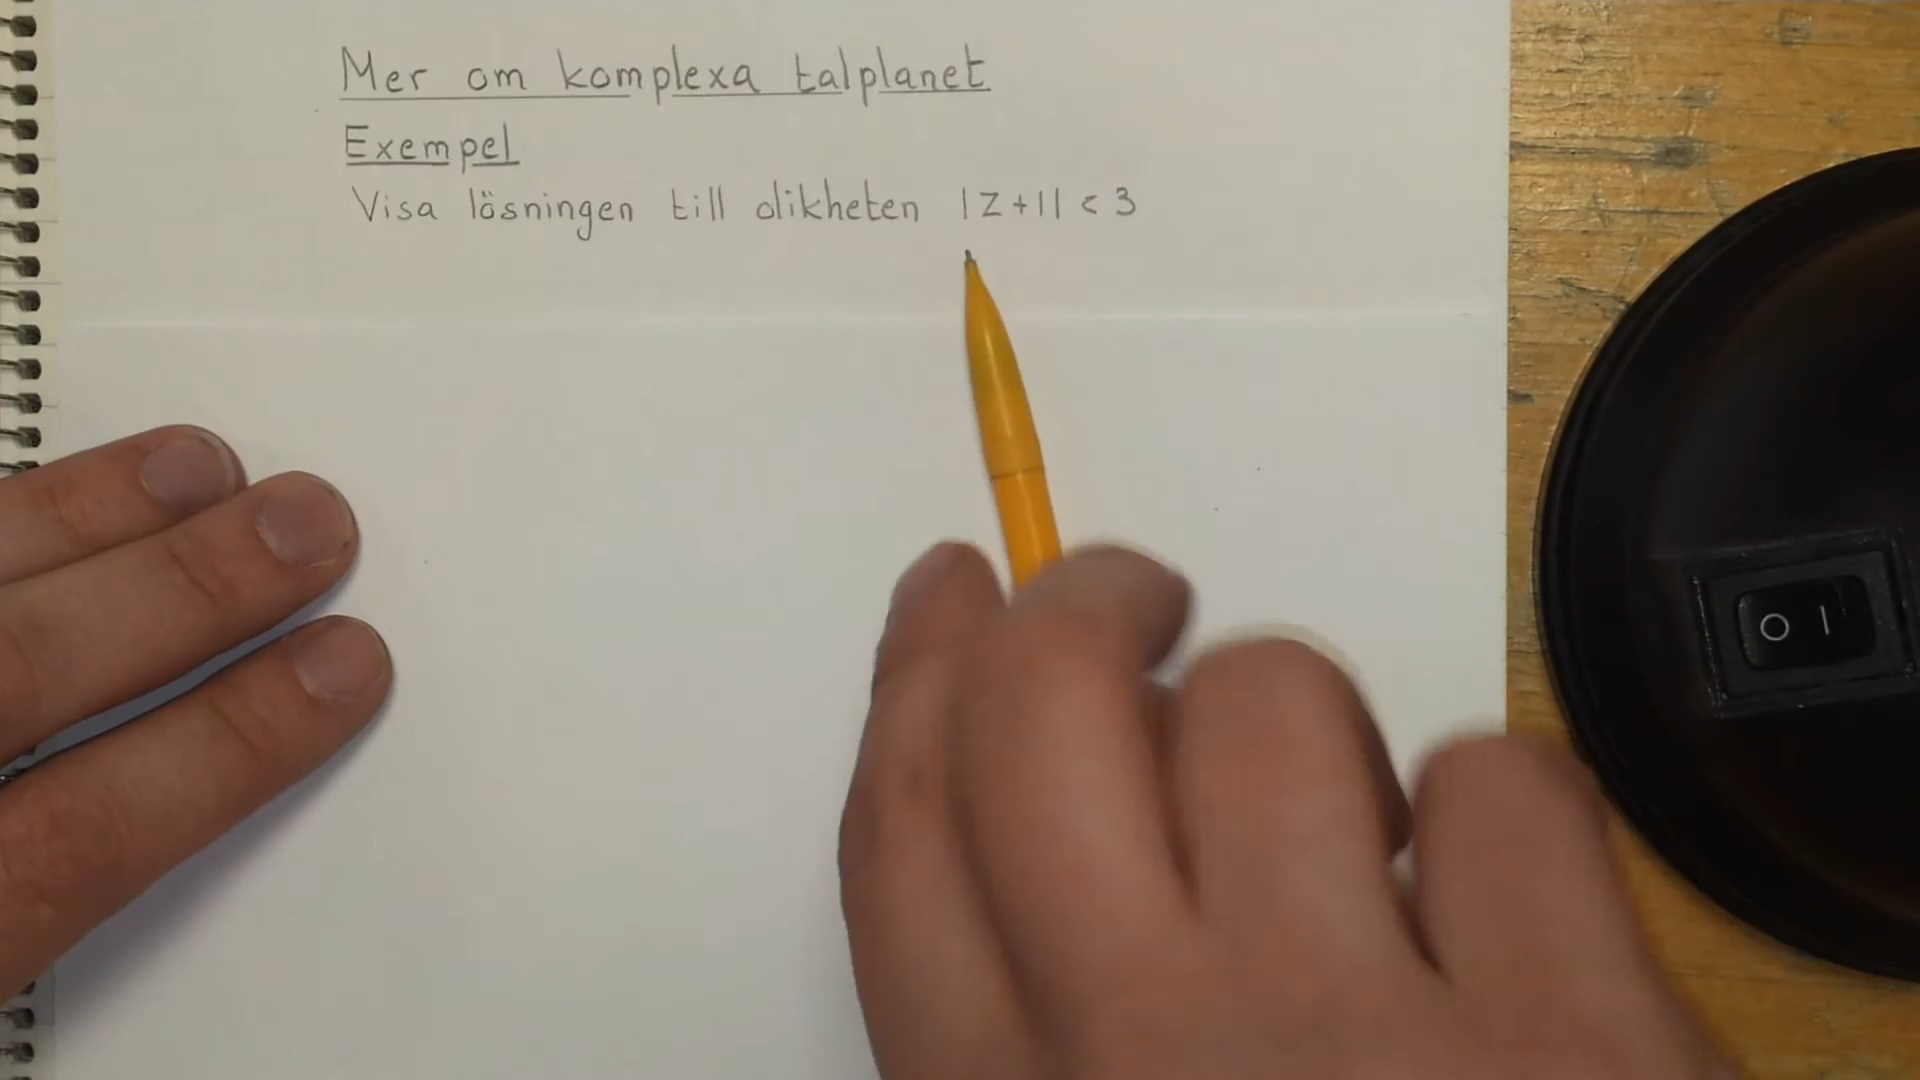 Mer om komplexa talplanet
Exempel
Visa lösningen till olikheten |z+1| < 3
O I